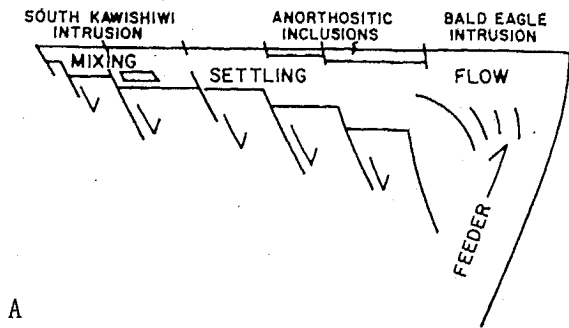 SOUTH KAWISHIWI
INTRUSION
ANORTHOSITIC
INCLUSIONS
BALD EAGLE
INTRUSION
MIXING
SETTLING
FLOW
FEEDER
A